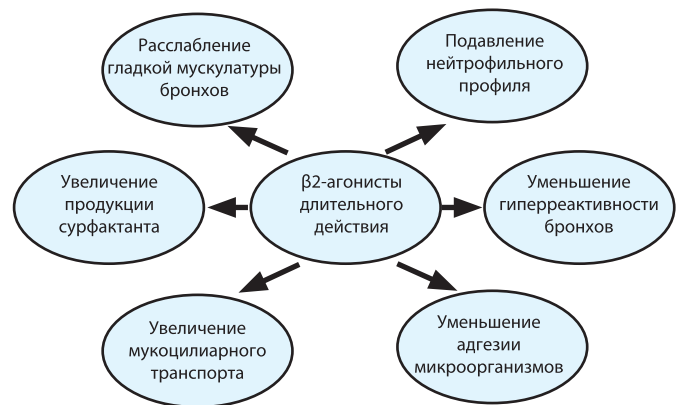 Расслабление
гладкой мускулатуры
бронхов
Подавление
нейтрофильного
профиля
Увеличение
продукции
сурфактанта
β2-агонисты
длительного
действия
Уменьшение
гиперреактивности
бронхов
Увеличение
мукоцилиарного
транспорта
Уменьшение
адгезии
микроорганизмов